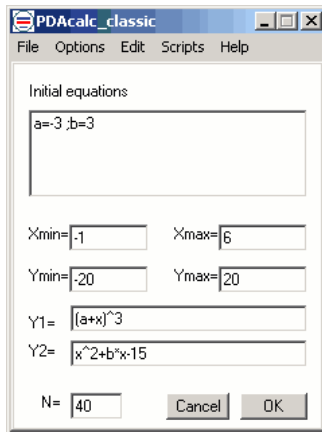 PDAcalc_classic
File Options Edit Scripts Help
Initial equations
a=-3 ;b=3
Xmin= -1 Xmax= 6
Ymin= -20 Ymax= 20
Y1= (a+x)^3
Y2= x^2+b*x-15
N= 40 Cancel OK